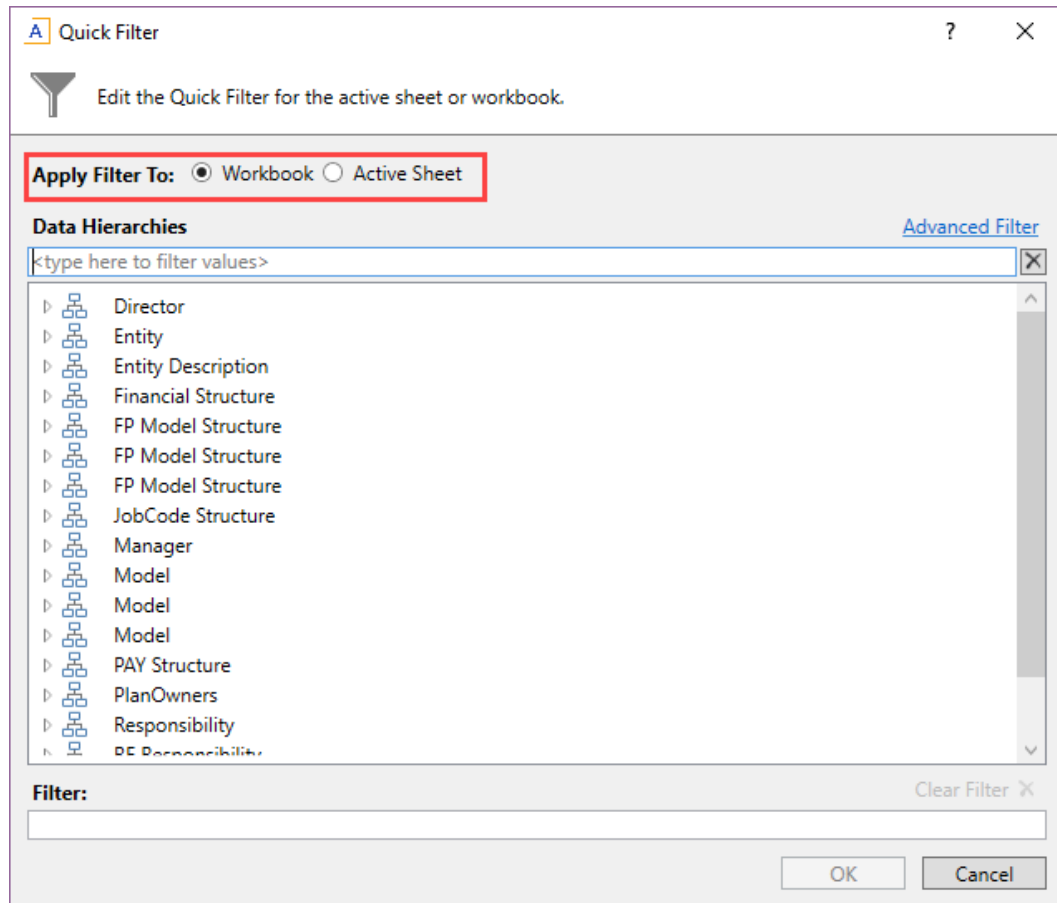 A Quick Filter ?
Edit the Quick Filter for the active sheet or workbook.
Apply Filter To: Workbook Active Sheet
Data Hierarchies Advanced Filter
<type here to filter values>
Director
Entity
Entity Description
Financial Structure
FP Model Structure
FP Model Structure
FP Model Structure
JobCode Structure
Manager
Model
Model
Model
PAY Structure
PlanOwners
Responsibility
Responsibility
Filter: Clear Filter
OK Cancel